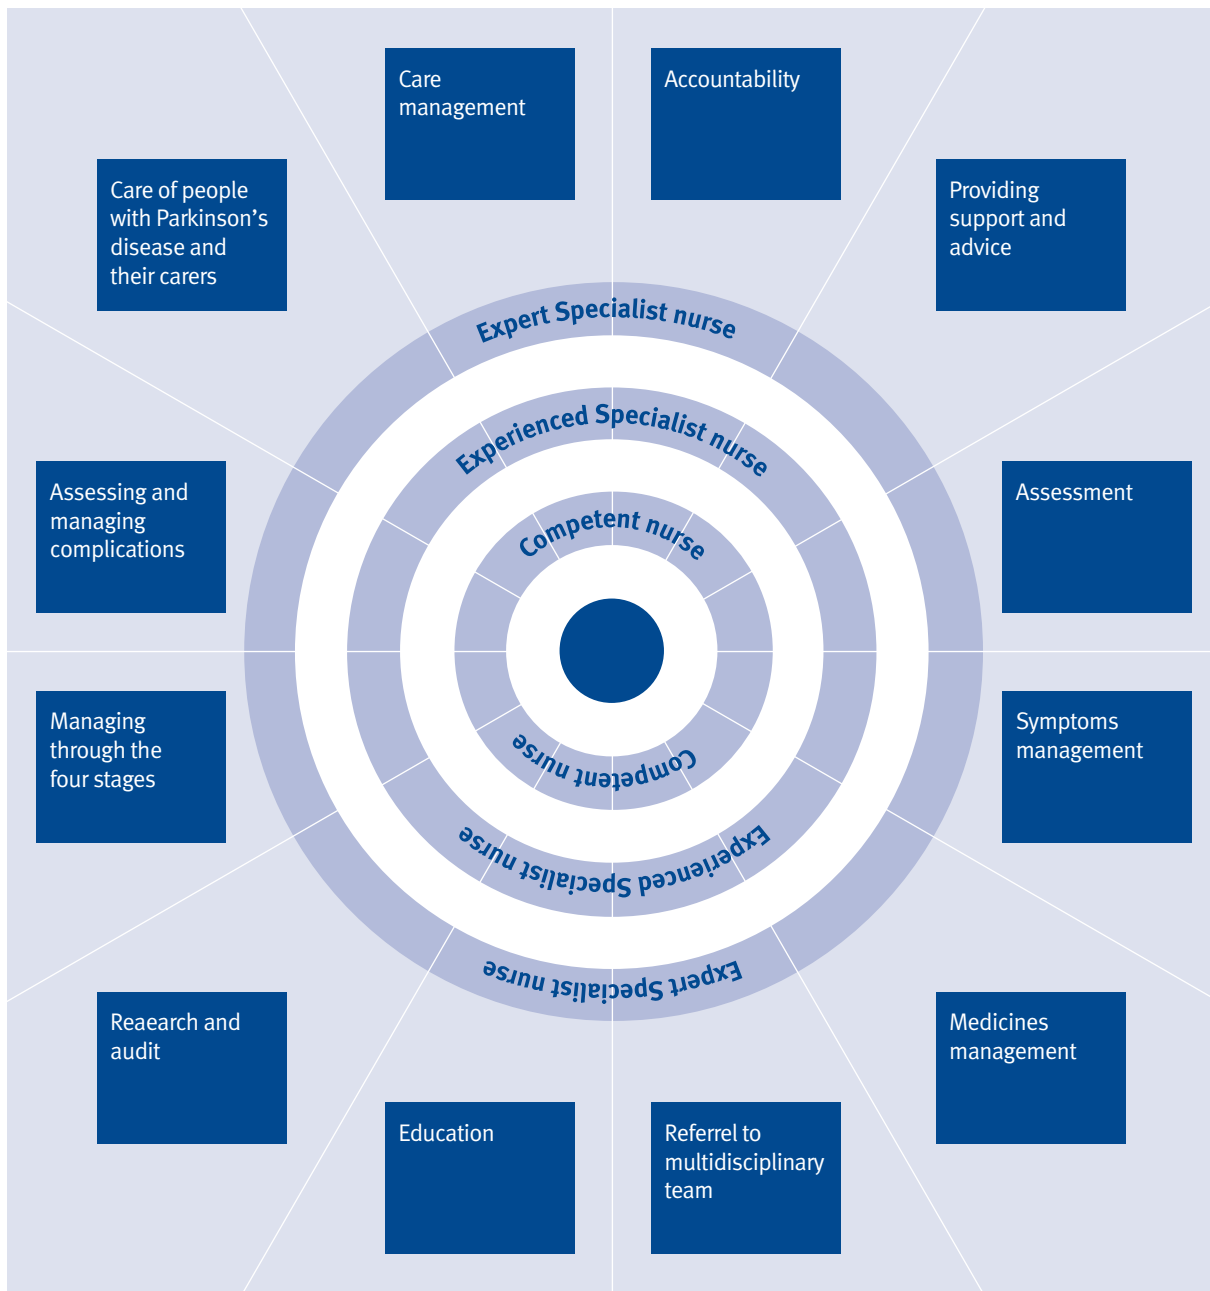 Care
management
Accountability
Care of people
with Parkinson’s
disease and
their carers
Providing
support and
advice
Expert Specialist nurse
Experienced Specialist nurse
Competent nurse
Assessing and
managing
complications
Assessment
Managing
through the
four stages
Symptoms
management
Competent nurse
Experienced Specialist nurse
Expert Specialist nurse
Reaearch and
audit
Medicines
management
Education
Referrel to
multidisciplinary
team